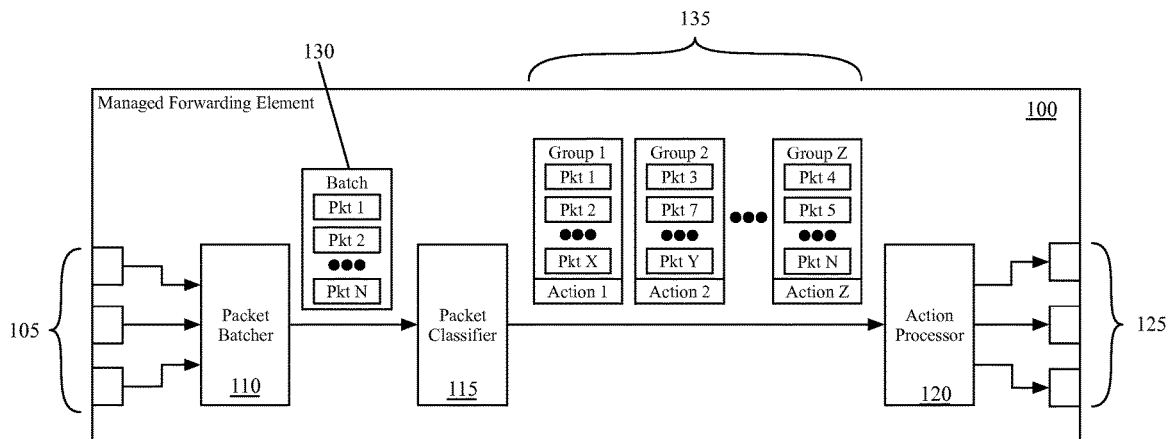 135
130
Managed Forwarding Element
100
Group 1
Pkt 1
Pkt 2
Pkt X
Action 1
Group 2
Pkt 3
Pkt 7
Pkt Y
Action 2
Group Z
Pkt 4
Pkt 5
Pkt N
Action Z
Batch
Pkt 1
Pkt 2
Pkt N
105
Packet
Batcher
110
Packet
Classifier
115
Action
Processor
120
125